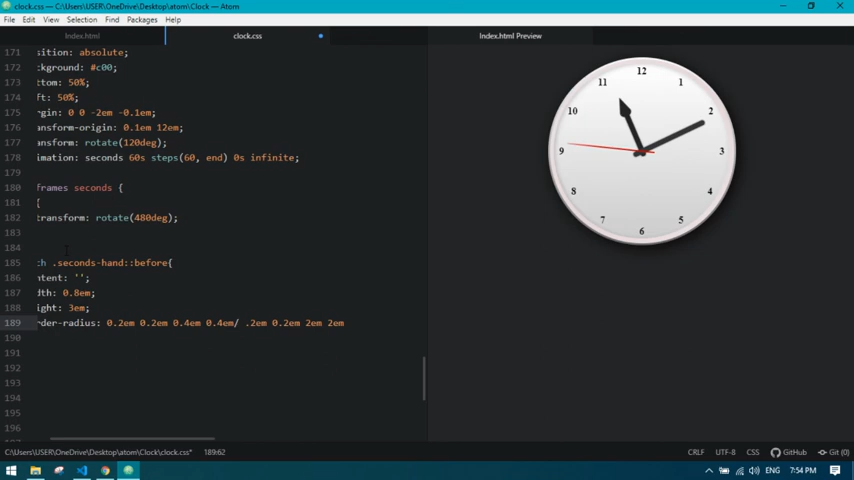 clock.css — C:\Users\USER\OneDrive\Desktop\atom\Clock — Atom
File Edit View Selection Find Packages Help
Index.html clock.css Index.html Preview
171 sition: absolute;
172 ckground: #c00;
173 ttom: 50%;
174 ft: 50%;
175 rgin: 0 0 -2em -0.1em;
176 ansform-origin: 0.1em 12em;
177 ansform: rotate(120deg);
178 imation: seconds 60s steps(60, end) 0s infinite;
179
180 frames seconds {
181 {
182 transform: rotate(480deg);
183
184
185 ch .seconds-hand::before{
186 ntent: '';
187 dth: 0.8em;
188 ight: 3em;
189 rder-radius: 0.2em 0.2em 0.4em 0.4em/ .2em 0.2em 2em 2em
190
191
192
193
194
195
196
12
11 1
10 2
9 3
8 4
7 5
6
C:\Users\USER\OneDrive\Desktop\atom\Clock\clock.css* 189:62 CRLF UTF-8 CSS GitHub Git (0)
ENG 7:54 PM